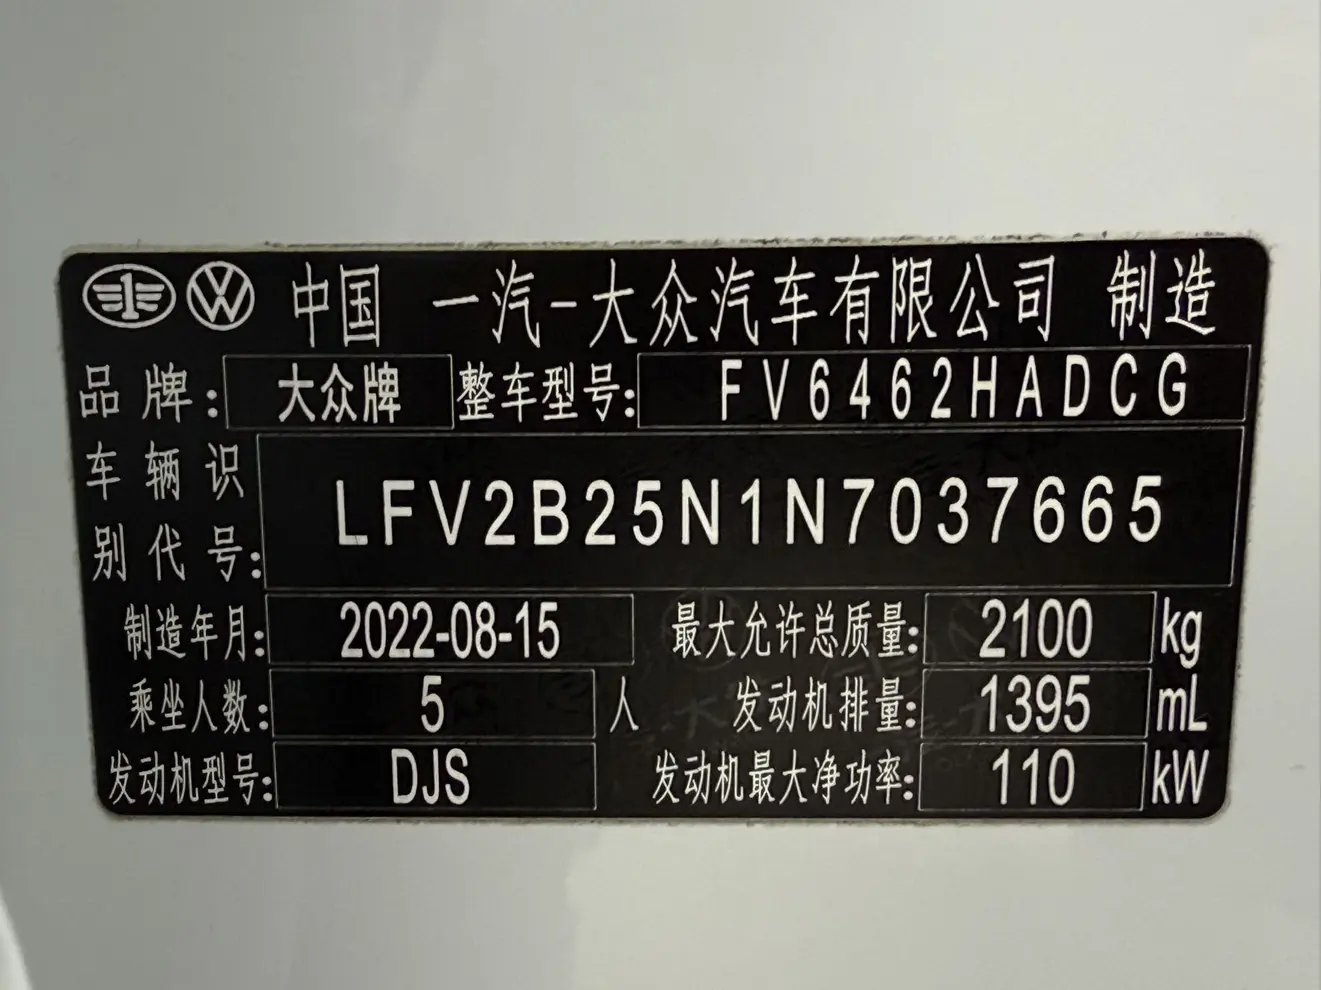 中国 一汽-大众汽车有限公司 制造
品牌: 大众牌 整车型号: FV6462HADCG
车辆识别代号: LFV2B25N1N7037665
制造年月: 2022-08-15 最大允许总质量: 2100 kg
乘坐人数: 5 人 发动机排量: 1395 mL
发动机型号: DJS 发动机最大净功率: 110 kW